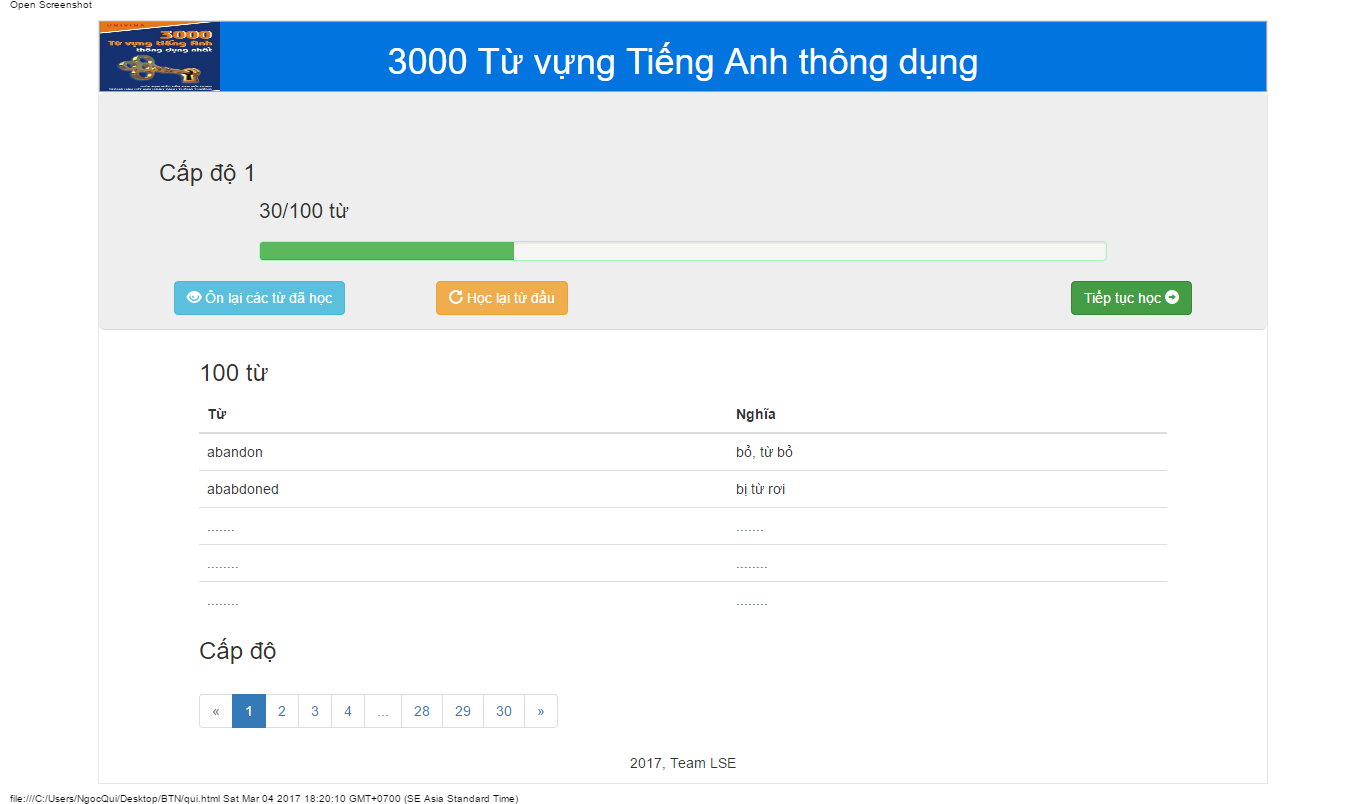 Open Screenshot
UNIVINA
3000
Từ vựng tiếng Anh
thông dụng nhất
3000 Từ vựng Tiếng Anh thông dụng
Cấp độ 1
30/100 từ
Ôn lại các từ đã học Học lại từ đầu Tiếp tục học
100 từ
Từ Nghĩa
abandon bỏ, từ bỏ
ababdoned bị từ rơi
....... .......
........ ........
........ ........
Cấp độ
« 1 2 3 4 ... 28 29 30 »
2017, Team LSE
file:///C:/Users/NgocQui/Desktop/BTN/qui.html Sat Mar 04 2017 18:20:10 GMT+0700 (SE Asia Standard Time)